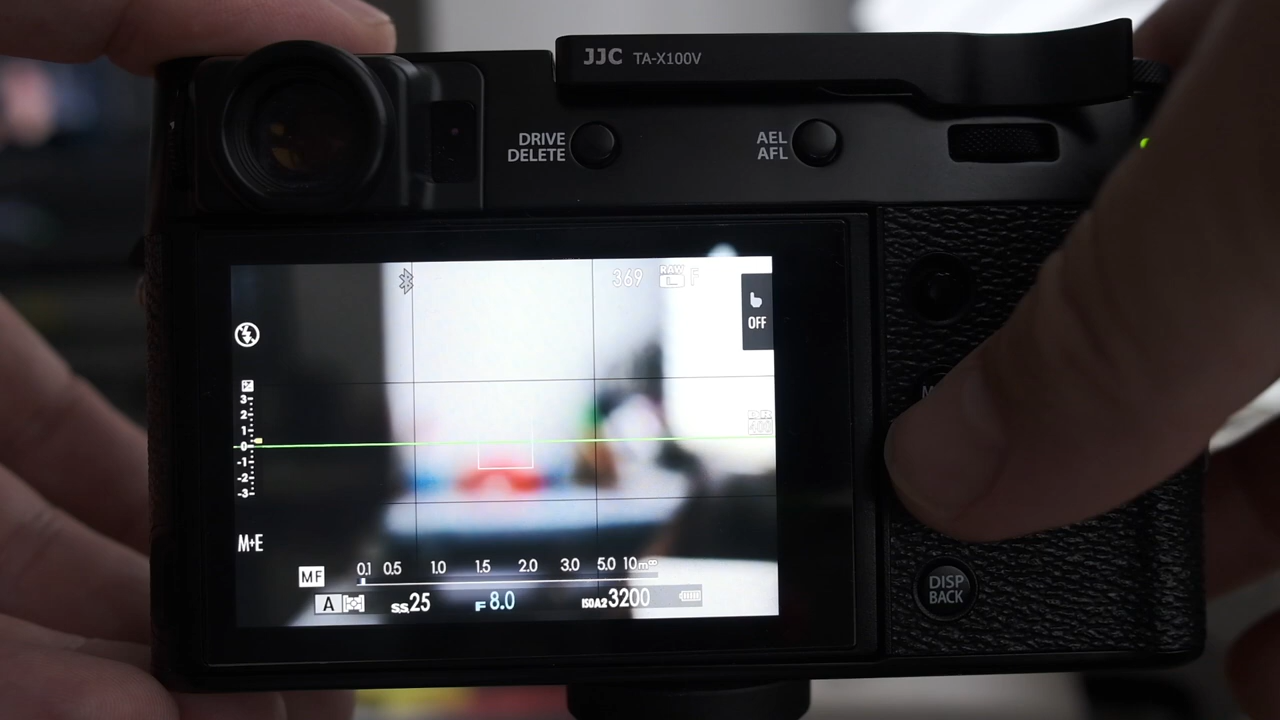 JJC TA-X100V
DRIVE
DELETE
AEL
AFL
369 RAW
L F
OFF
3
2
1
0
-1
-2
-3
M+E
MF 0.1 0.5 1.0 1.5 2.0 3.0 5.0 10 m ∞
A SS 25 F 8.0 ISO A2 3200
DISP
BACK